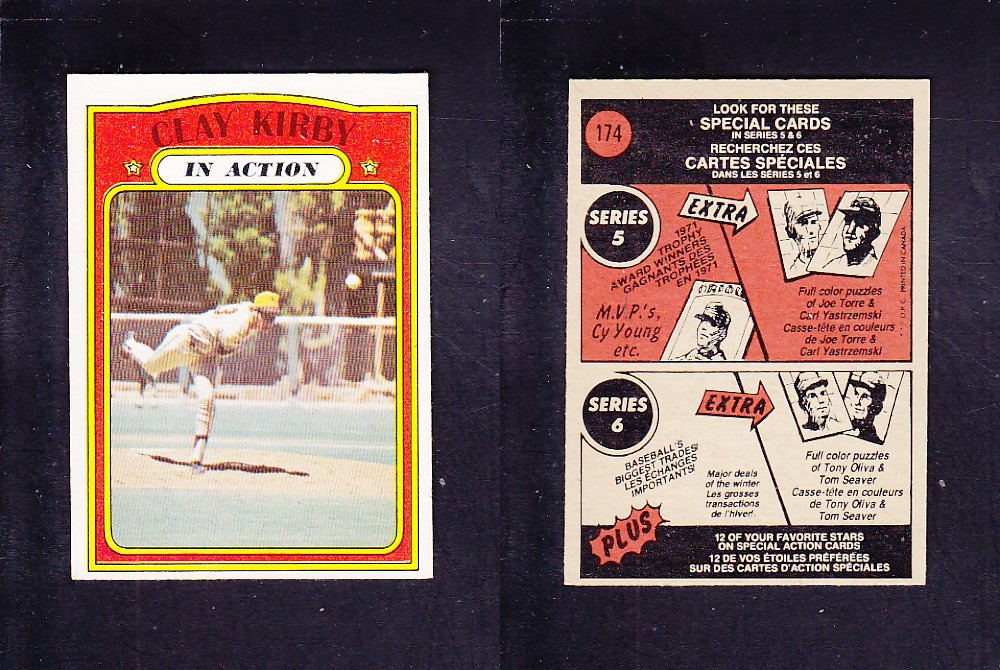 CLAY KIRBY
IN ACTION
174
LOOK FOR THESE
SPECIAL CARDS
IN SERIES 5 & 6
RECHERCHEZ CES
CARTES SPÉCIALES
DANS LES SÉRIES 5 et 6
SERIES
5
EXTRA
1971
TROPHY
AWARD WINNERS
GAGNANTS DES
TROPHÉES
EN 1971
M.V.P.'s,
Cy Young
etc.
Full color puzzles
of Joe Torre &
Carl Yastrzemski
Casse-tête en couleurs
de Joe Torre &
Carl Yastrzemski
O.P.C. PRINTED IN CANADA
SERIES
6
EXTRA
BASEBALL'S
BIGGEST TRADES!
LES ÉCHANGES
IMPORTANTS!
Major deals
of the winter
Les grosses
transactions
de l'hiver!
Full color puzzles
of Tony Oliva &
Tom Seaver
Casse-tête en couleurs
de Tony Oliva &
Tom Seaver
PLUS
12 OF YOUR FAVORITE STARS
ON SPECIAL ACTION CARDS
12 DE VOS ÉTOILES PRÉFÉRÉES
SUR DES CARTES D'ACTION SPÉCIALES